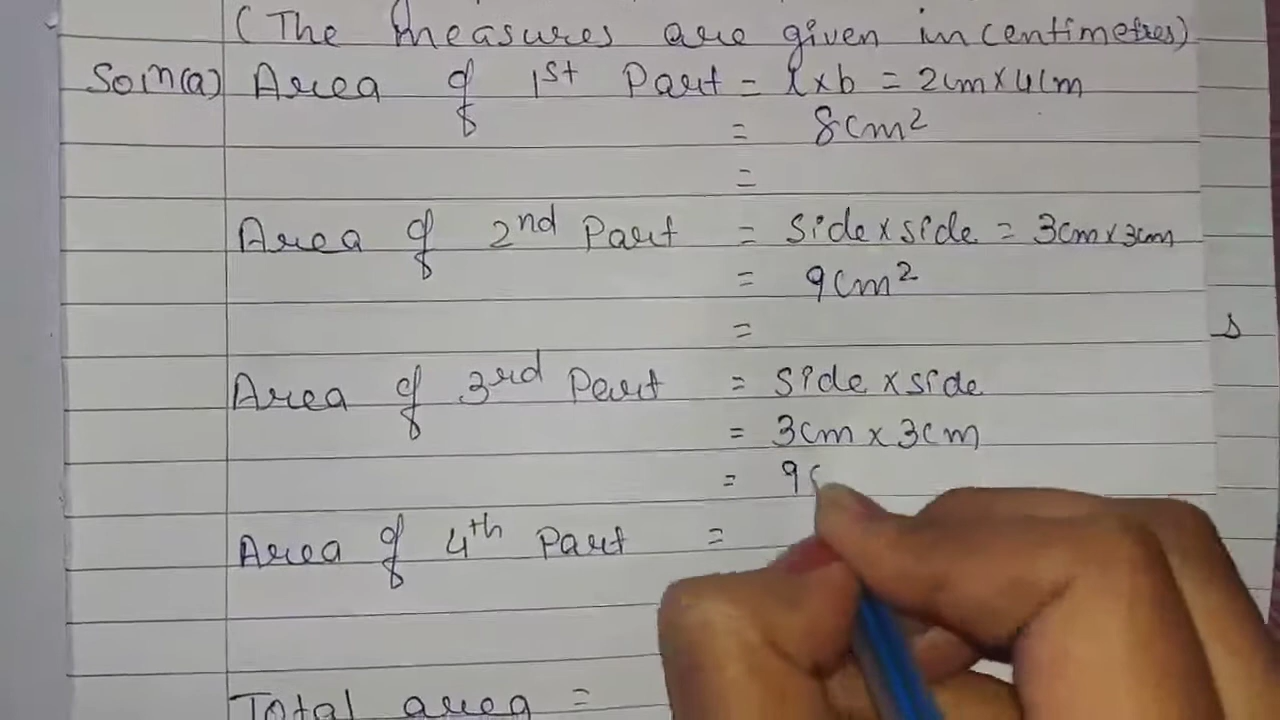 (The measures are given in centimetres)
Soln(a) Area of 1st Part = l x b = 2cm x 4cm
= 8cm²
=
Area of 2nd Part = side x side = 3cm x 3cm
= 9cm²
=
Area of 3rd Part = side x side
= 3cm x 3cm
= 9c
Area of 4th Part =
Total area =